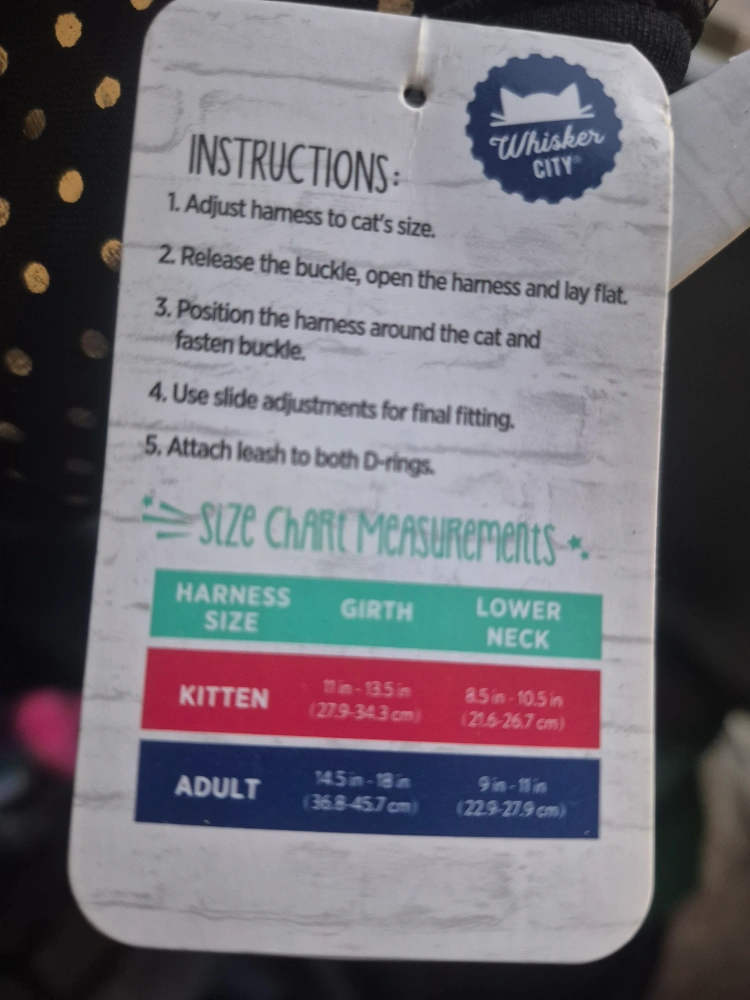 Whisker
CITY®
INSTRUCTIONS:
1. Adjust harness to cat's size.
2. Release the buckle, open the harness and lay flat.
3. Position the harness around the cat and
fasten buckle.
4. Use slide adjustments for final fitting.
5. Attach leash to both D-rings.
SIZE CHART MEASUREMENTS
HARNESS SIZE GIRTH LOWER NECK
KITTEN 11 in - 13.5 in (27.9-34.3 cm) 8.5 in - 10.5 in (21.6-26.7 cm)
ADULT 14.5 in - 18 in (36.8-45.7 cm) 9 in - 11 in (22.9-27.9 cm)